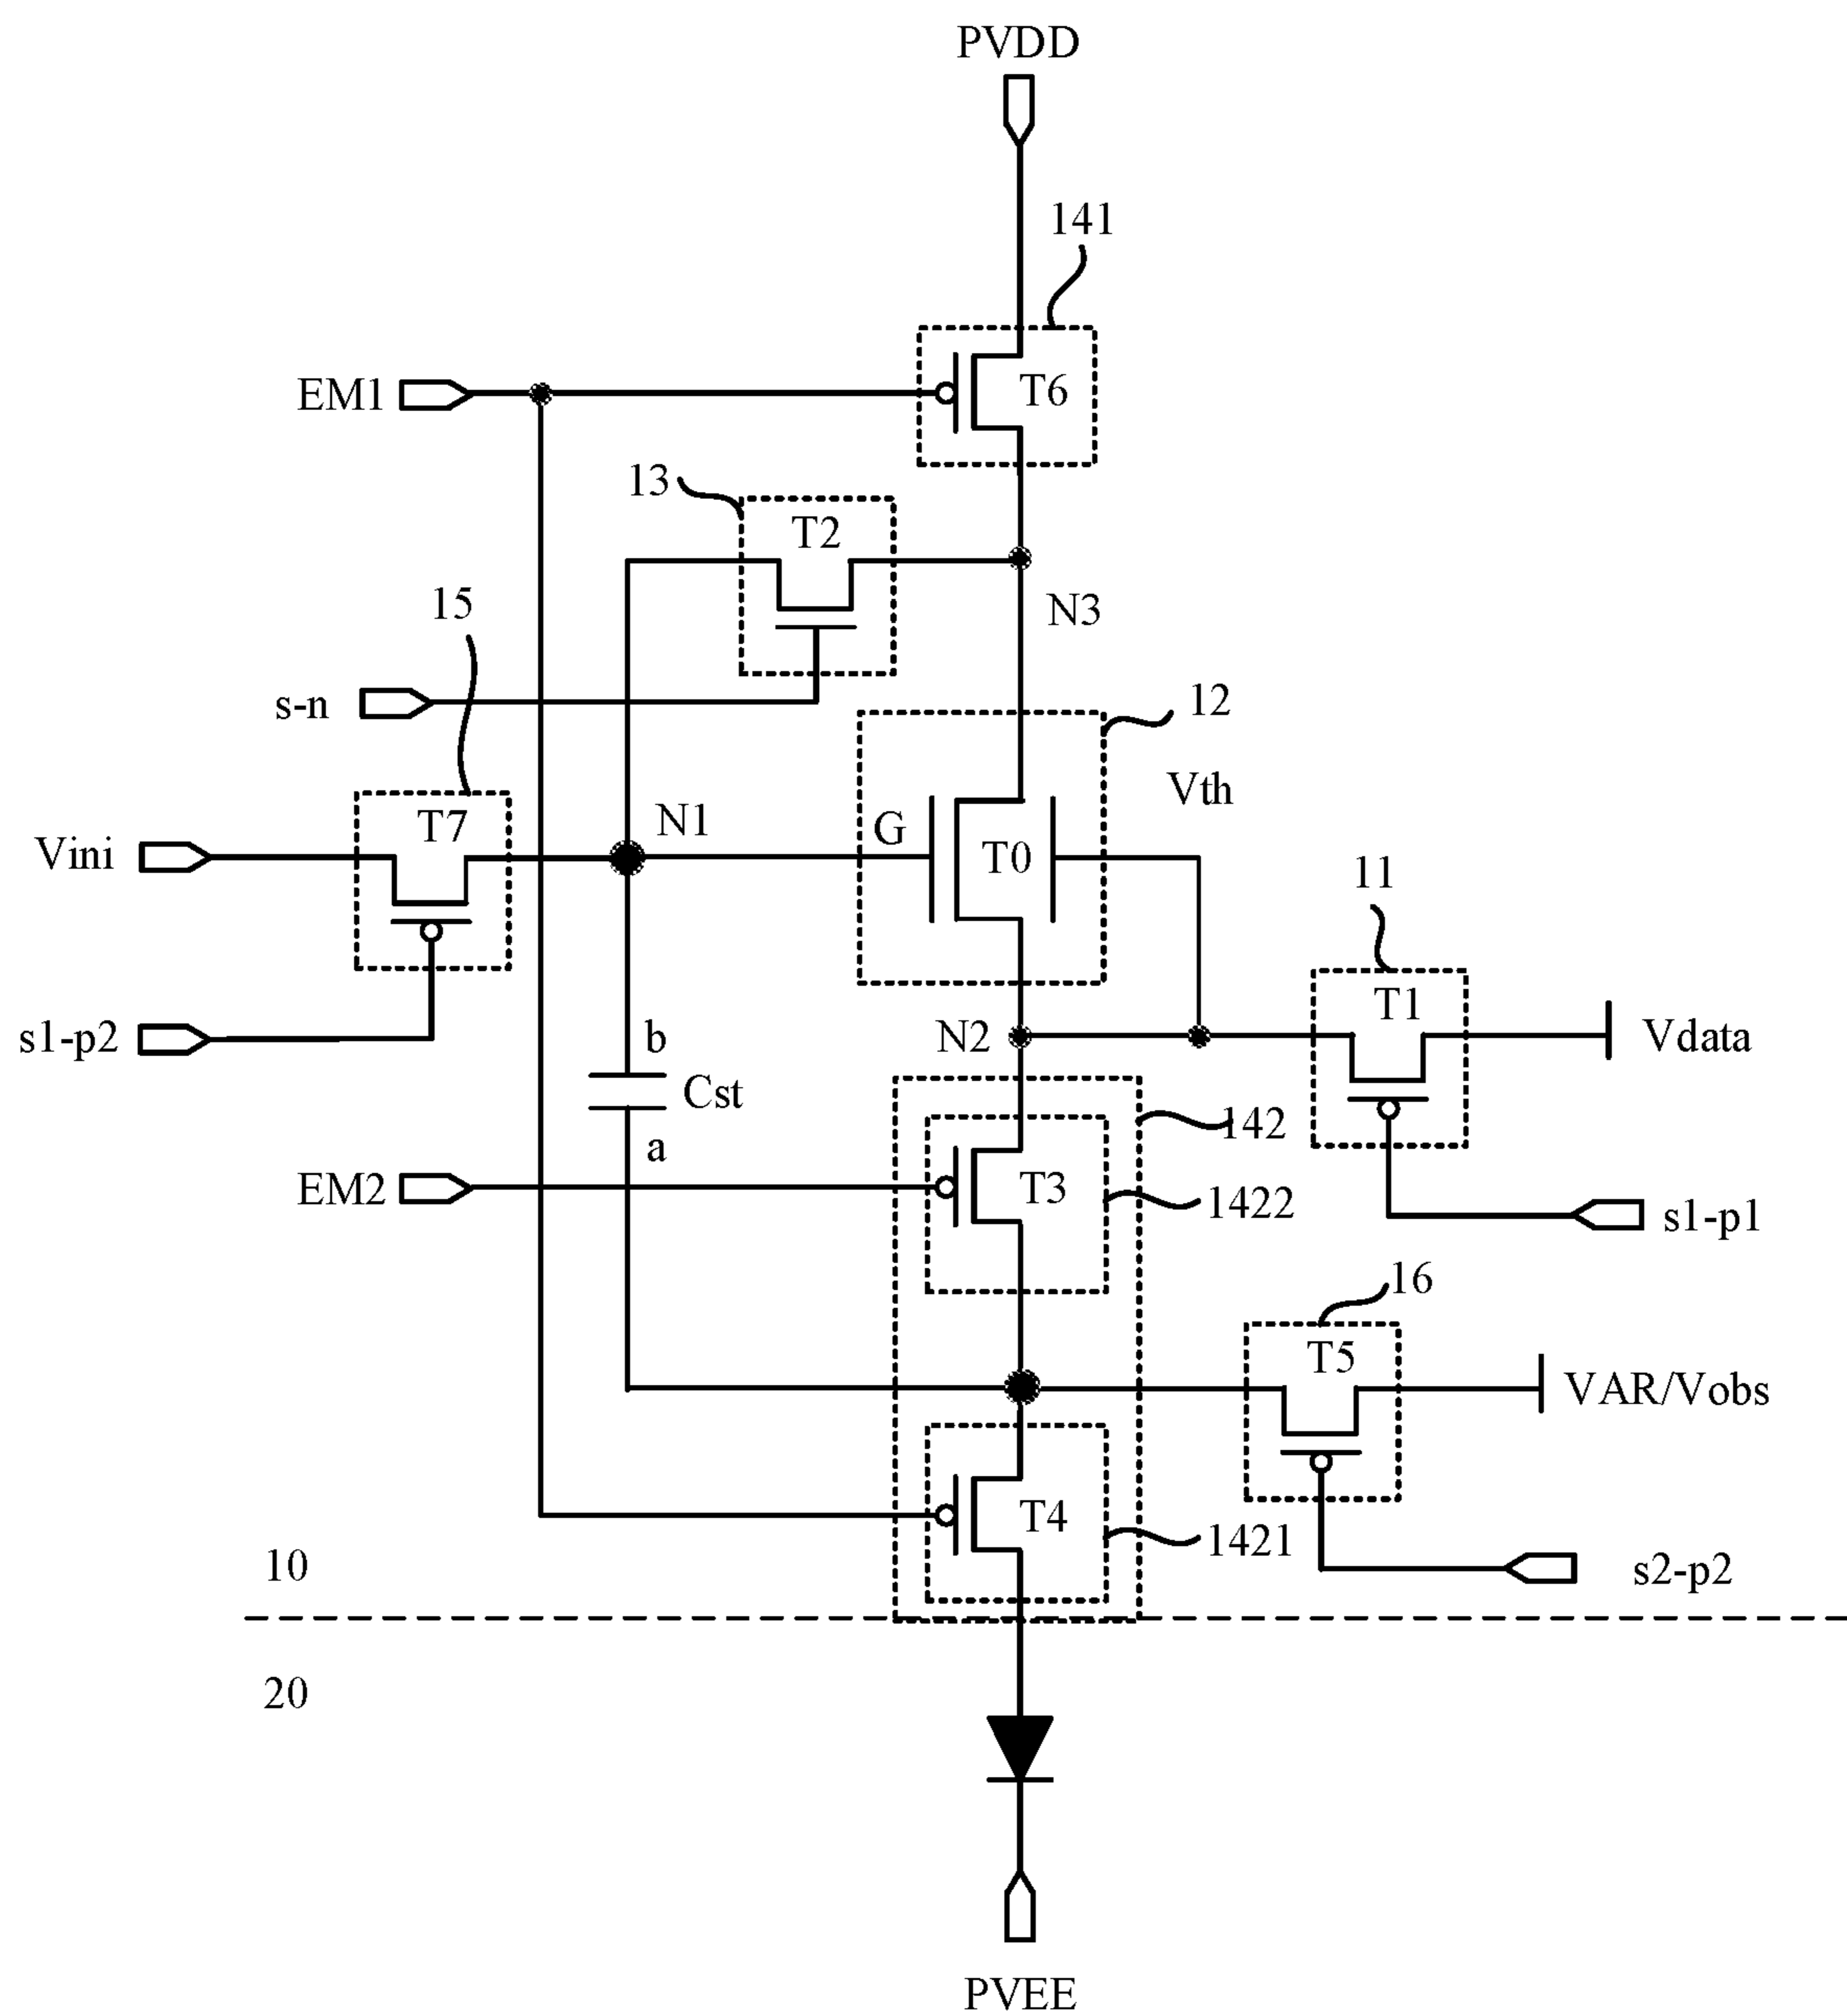 PVDD
141
EM1
T6
13
T2
15
N3
s-n
12
Vth
N1
G
T7
Vini
T0
11
T1
s1-p2
b
N2
Vdata
Cst
142
a
EM2
T3
1422
s1-p1
16
T5
VAR/Vobs
T4
1421
10
s2-p2
20
PVEE